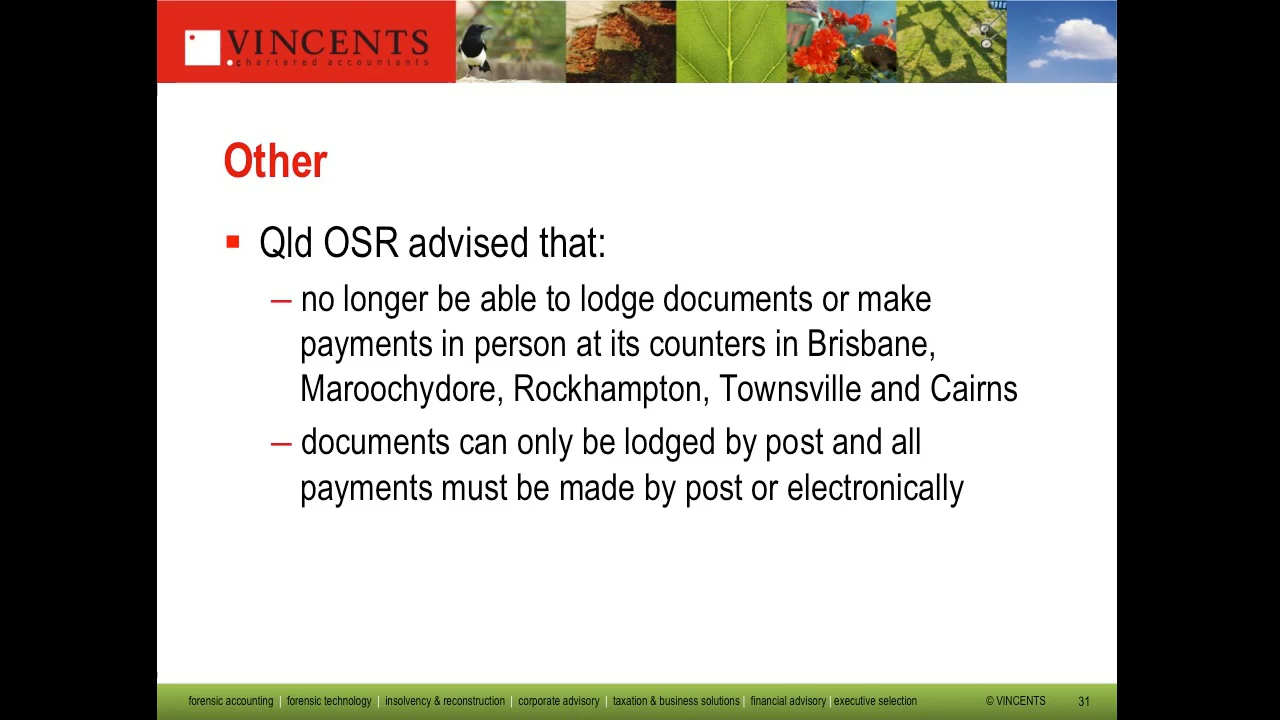 VINCENTS
chartered accountants
Other
Qld OSR advised that:
– no longer be able to lodge documents or make
payments in person at its counters in Brisbane,
Maroochydore, Rockhampton, Townsville and Cairns
– documents can only be lodged by post and all
payments must be made by post or electronically
forensic accounting | forensic technology | insolvency & reconstruction | corporate advisory | taxation & business solutions | financial advisory | executive selection © VINCENTS 31